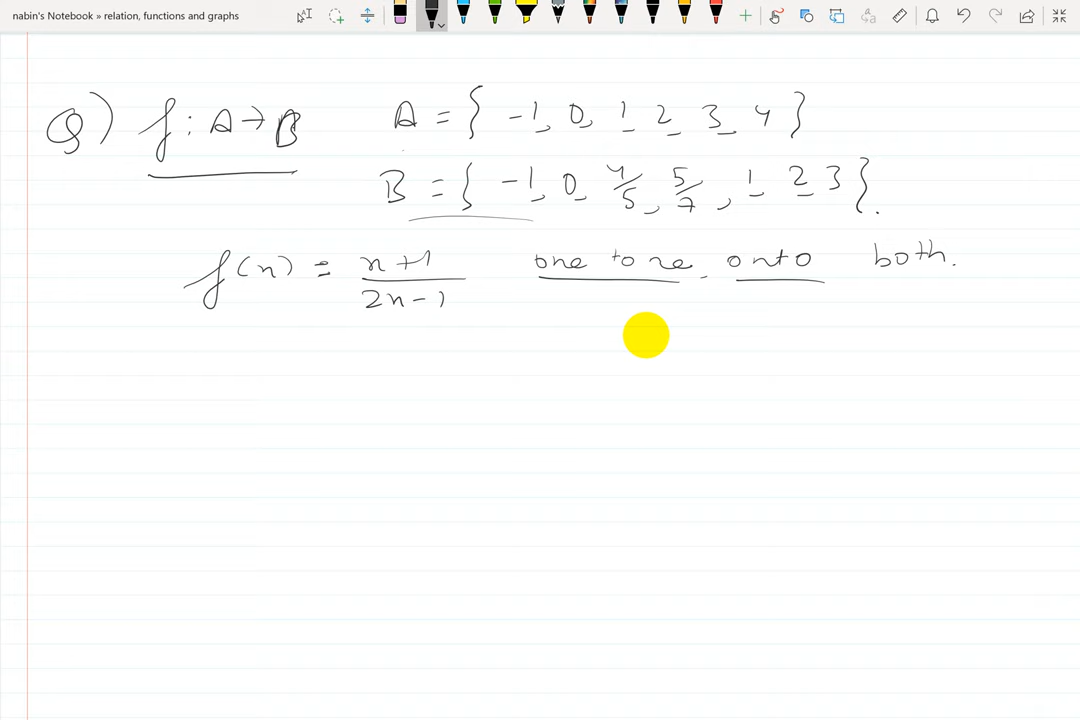 nabin's Notebook » relation, functions and graphs
Q) f : A → B A = { -1, 0, 1, 2, 3, 4 }
B = { -1, 0, 4/5, 5/7, 1, 2, 3 }.
f(x) = x+1 / 2x-1 one to ne, onto both.